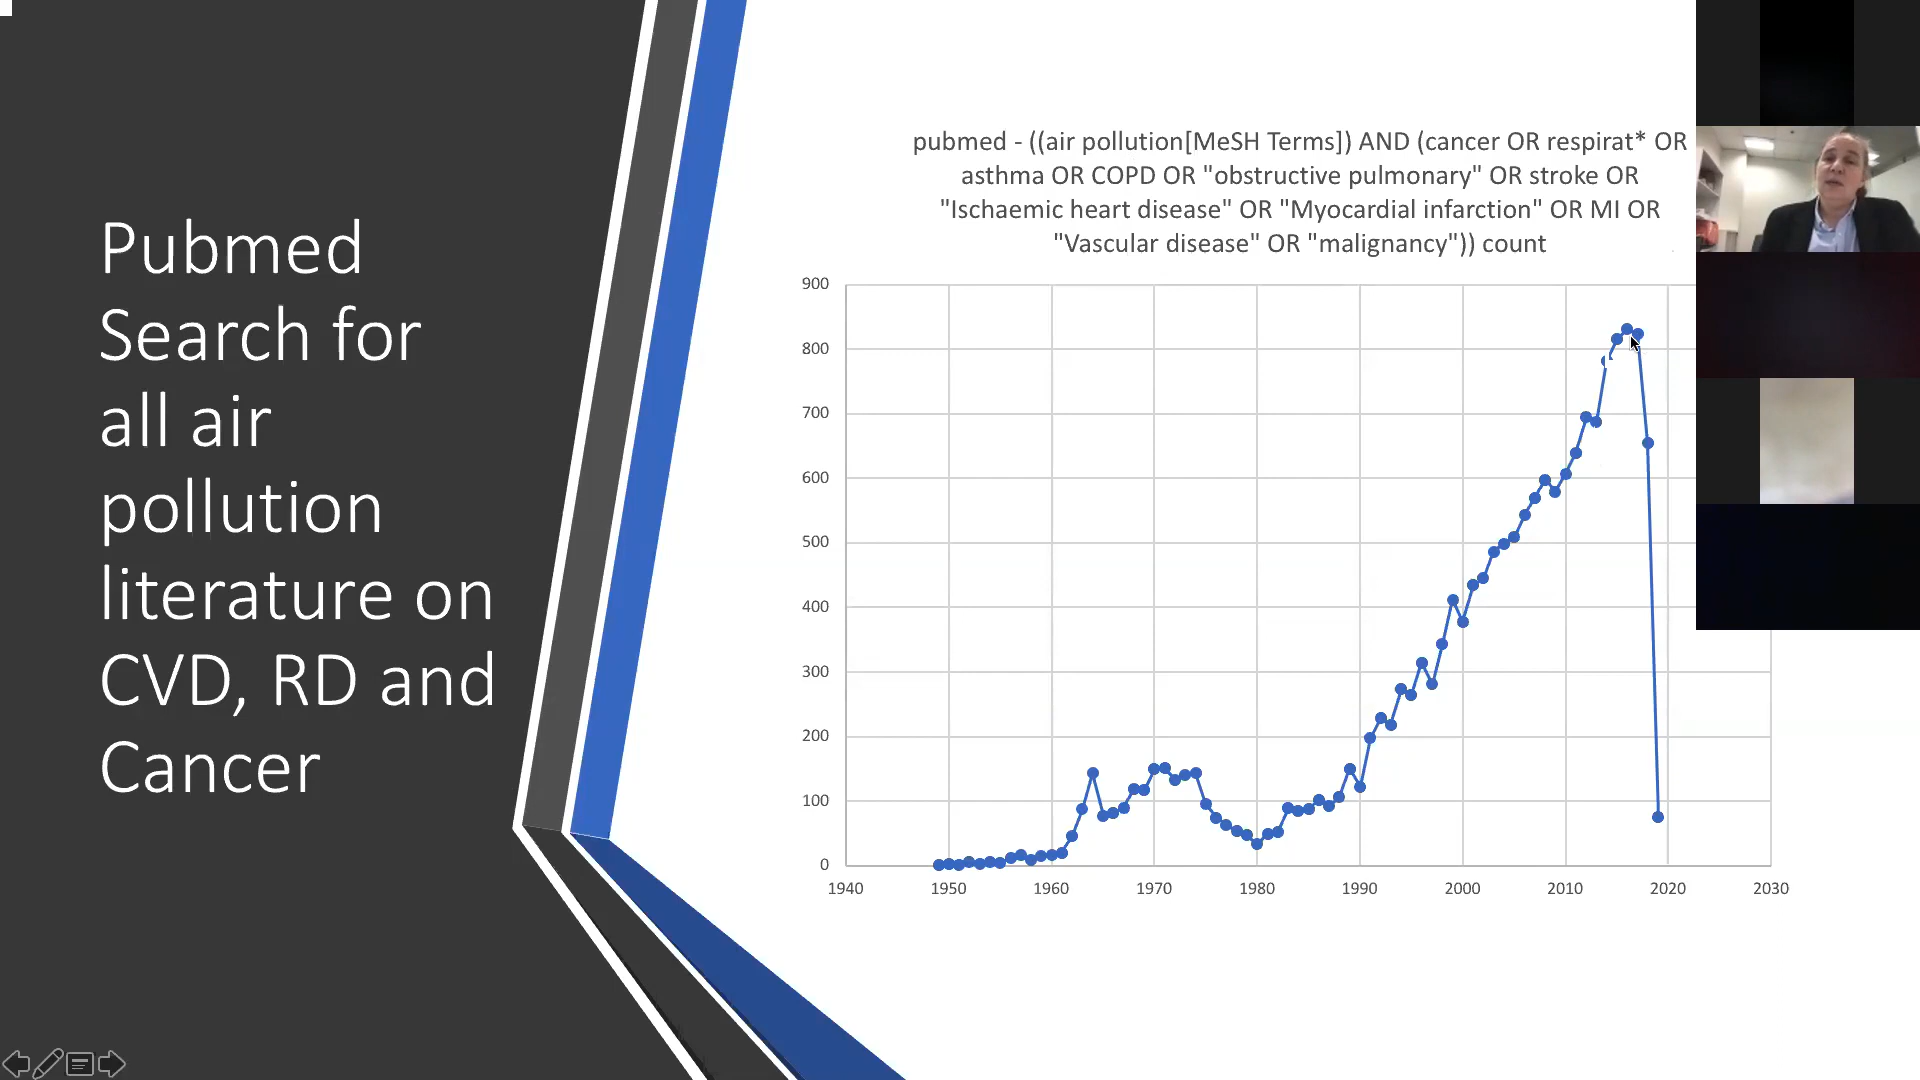 Pubmed
Search for
all air
pollution
literature on
CVD, RD and
Cancer
pubmed - ((air pollution[MeSH Terms]) AND (cancer OR respirat* OR
asthma OR COPD OR "obstructive pulmonary" OR stroke OR
"Ischaemic heart disease" OR "Myocardial infarction" OR MI OR
"Vascular disease" OR "malignancy")) count
900
800
700
600
500
400
300
200
100
0
1940 1950 1960 1970 1980 1990 2000 2010 2020 2030